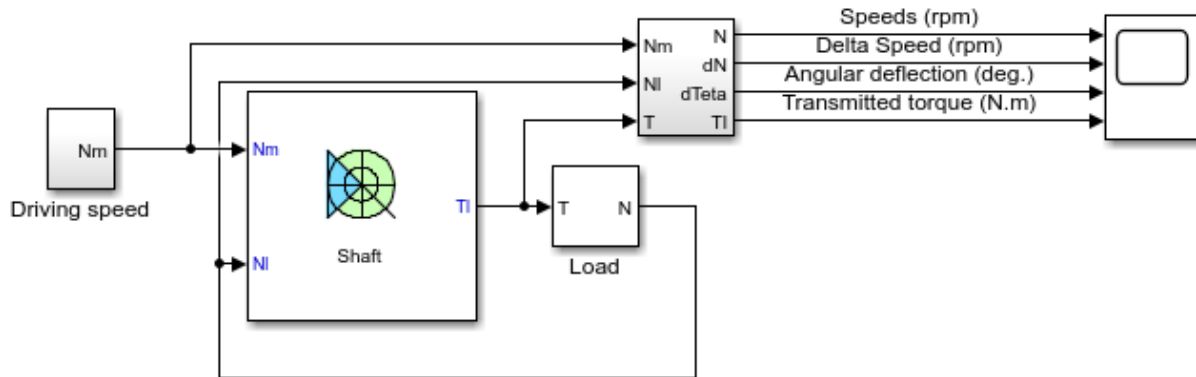 Speeds (rpm)
Delta Speed (rpm)
Angular deflection (deg.)
Transmitted torque (N.m)
Nm
Nl
T
N
dN
dTeta
Tl
Nm
Driving speed
Nm
Nl
Tl
Shaft
T
N
Load